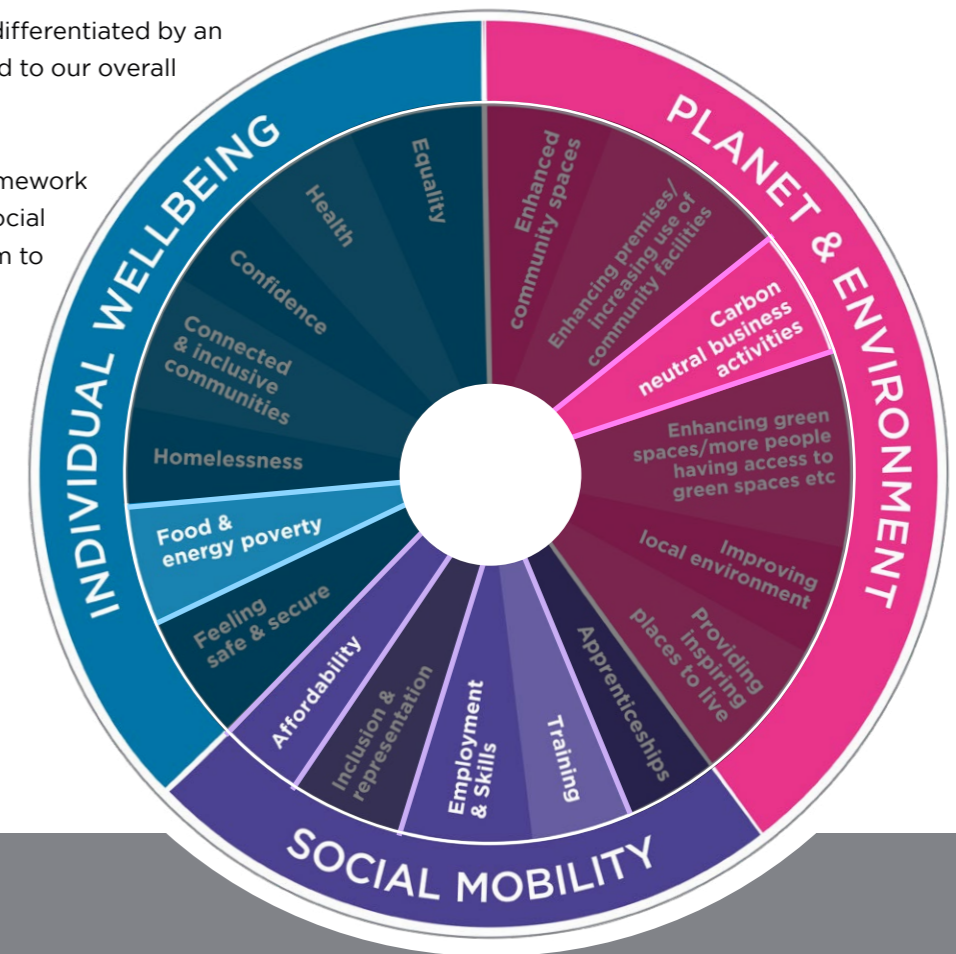 differentiated by an
d to our overall
mework
ocial
m to
INDIVIDUAL WELLBEING
Equality
Health
Confidence
Connected
& inclusive
communities
Homelessness
Food &
energy poverty
Feeling
safe & secure
PLANET & ENVIRONMENT
Enhanced
community spaces
Enhancing premises/
increasing use of
community facilities
Carbon
neutral business
activities
Enhancing green
spaces/more people
having access to
green spaces etc
Improving
local environment
Providing
inspiring
places to live
SOCIAL MOBILITY
Affordability
Inclusion &
representation
Employment
& Skills
Training
Apprenticeships